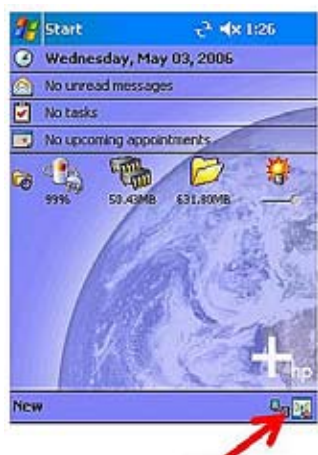 Start 1:26
Wednesday, May 03, 2006
No unread messages
No tasks
No upcoming appointments
99% 50.43MB 631.80MB
hp
New